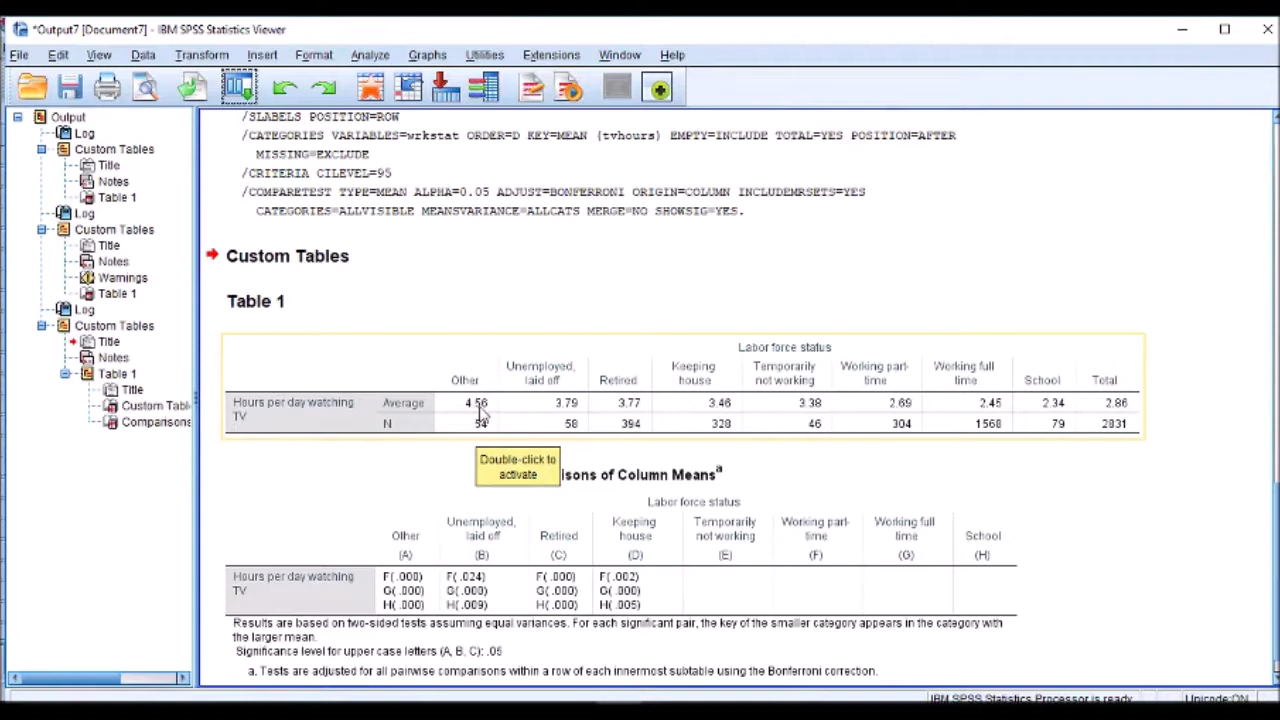 *Output7 [Document7] - IBM SPSS Statistics Viewer
File Edit View Data Transform Insert Format Analyze Graphs Utilities Extensions Window Help
Output
Log
Custom Tables
Title
Notes
Table 1
Log
Custom Tables
Title
Notes
Warnings
Table 1
Log
Custom Tables
Title
Notes
Table 1
Title
Custom Tabl
Comparisons
/SLABELS POSITION=ROW
/CATEGORIES VARIABLES=wrkstat ORDER=D KEY=MEAN (tvhours) EMPTY=INCLUDE TOTAL=YES POSITION=AFTER
MISSING=EXCLUDE
/CRITERIA CILEVEL=95
/COMPARETEST TYPE=MEAN ALPHA=0.05 ADJUST=BONFERRONI ORIGIN=COLUMN INCLUDEMRSETS=YES
CATEGORIES=ALLVISIBLE MEANSVARIANCE=ALLCATS MERGE=NO SHOWSIG=YES.
Custom Tables
Table 1
Labor force status
Unemployed, Keeping Temporarily Working part- Working full
Other laid off Retired house not working time time School Total
Hours per day watching Average 4.56 3.79 3.77 3.46 3.38 2.69 2.45 2.34 2.86
TV N 54 58 394 328 46 304 1568 79 2831
Double-click to
activate
isons of Column Means a
Labor force status
Unemployed, Keeping Temporarily Working part- Working full
Other laid off Retired house not working time time School
(A) (B) (C) (D) (E) (F) (G) (H)
Hours per day watching F(.000) F(.024) F(.000) F(.002)
TV G(.000) G(.000) G(.000) G(.000)
H(.000) H(.009) H(.000) H(.005)
Results are based on two-sided tests assuming equal variances. For each significant pair, the key of the smaller category appears in the category with
the larger mean.
Significance level for upper case letters (A, B, C): .05
a. Tests are adjusted for all pairwise comparisons within a row of each innermost subtable using the Bonferroni correction.
IBM SPSS Statistics Processor is ready Unicode:ON